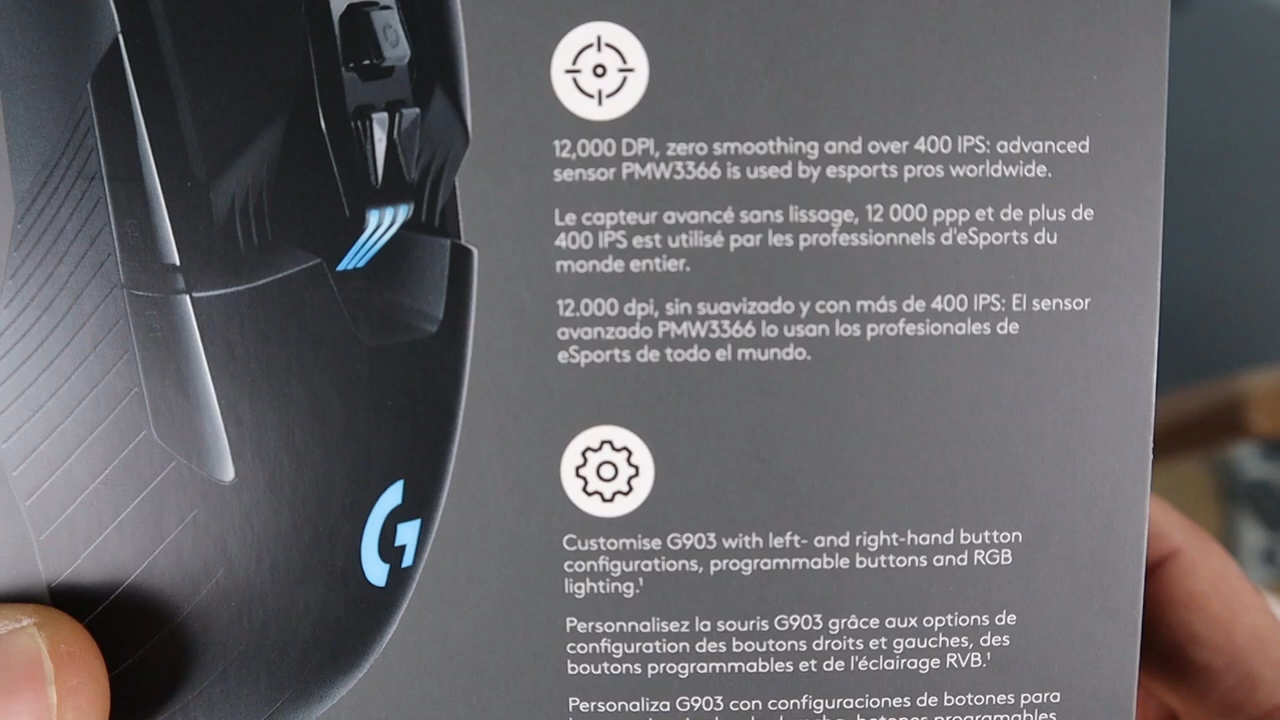 12,000 DPI, zero smoothing and over 400 IPS: advanced
sensor PMW3366 is used by esports pros worldwide.
Le capteur avancé sans lissage, 12 000 ppp et de plus de
400 IPS est utilisé par les professionnels d'eSports du
monde entier.
12.000 dpi, sin suavizado y con más de 400 IPS: El sensor
avanzado PMW3366 lo usan los profesionales de
eSports de todo el mundo.
Customise G903 with left- and right-hand button
configurations, programmable buttons and RGB
lighting.¹
Personnalisez la souris G903 grâce aux options de
configuration des boutons droits et gauches, des
boutons programmables et de l'éclairage RVB.¹
Personaliza G903 con configuraciones de botones para
botones programables